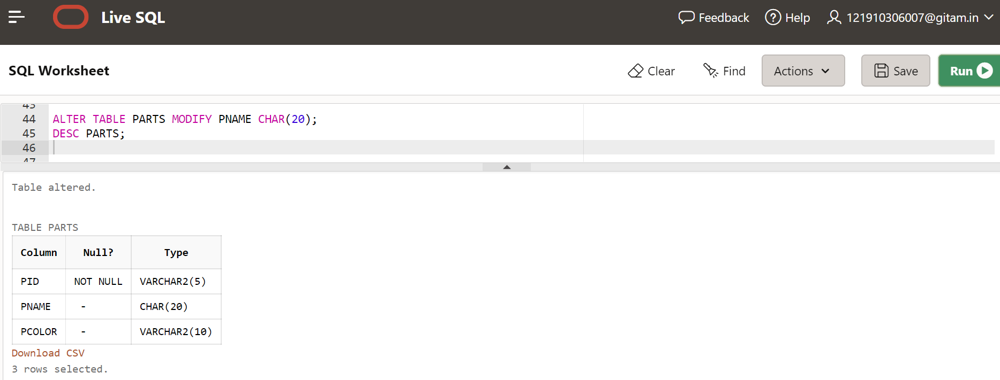 Live SQL Feedback ? Help 121910306007@gitam.in
SQL Worksheet Clear Find Actions Save Run
43
44 ALTER TABLE PARTS MODIFY PNAME CHAR(20);
45 DESC PARTS;
46
47
Table altered.
TABLE PARTS
Column Null? Type
PID NOT NULL VARCHAR2(5)
PNAME - CHAR(20)
PCOLOR - VARCHAR2(10)
Download CSV
3 rows selected.